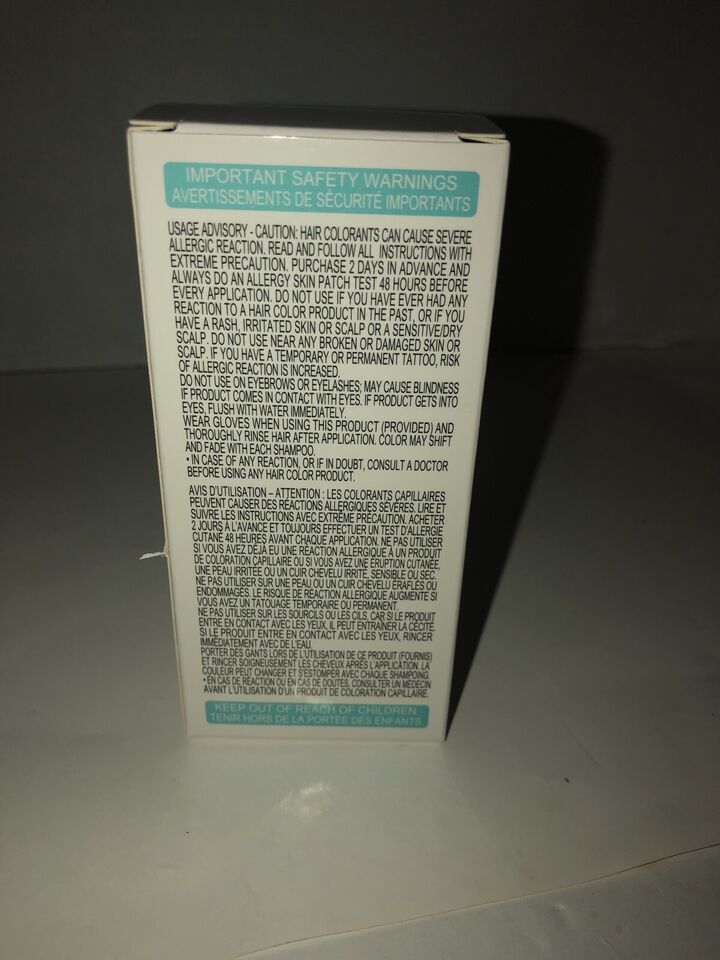 IMPORTANT SAFETY WARNINGS
AVERTISSEMENTS DE SÉCURITÉ IMPORTANTS
USAGE ADVISORY - CAUTION: HAIR COLORANTS CAN CAUSE SEVERE
ALLERGIC REACTION. READ AND FOLLOW ALL INSTRUCTIONS WITH
EXTREME PRECAUTION. PURCHASE 2 DAYS IN ADVANCE AND
ALWAYS DO AN ALLERGY SKIN PATCH TEST 48 HOURS BEFORE
EVERY APPLICATION. DO NOT USE IF YOU HAVE EVER HAD ANY
REACTION TO A HAIR COLOR PRODUCT IN THE PAST, OR IF YOU
HAVE A RASH, IRRITATED SKIN OR SCALP OR A SENSITIVE/DRY
SCALP. DO NOT USE NEAR ANY BROKEN OR DAMAGED SKIN OR
SCALP. IF YOU HAVE A TEMPORARY OR PERMANENT TATTOO, RISK
OF ALLERGIC REACTION IS INCREASED.
DO NOT USE ON EYEBROWS OR EYELASHES; MAY CAUSE BLINDNESS
IF PRODUCT COMES IN CONTACT WITH EYES. IF PRODUCT GETS INTO
EYES, FLUSH WITH WATER IMMEDIATELY.
WEAR GLOVES WHEN USING THIS PRODUCT (PROVIDED) AND
THOROUGHLY RINSE HAIR AFTER APPLICATION. COLOR MAY SHIFT
AND FADE WITH EACH SHAMPOO.
• IN CASE OF ANY REACTION, OR IF IN DOUBT, CONSULT A DOCTOR
BEFORE USING ANY HAIR COLOR PRODUCT.
AVIS D'UTILISATION – ATTENTION : LES COLORANTS CAPILLAIRES
PEUVENT CAUSER DES RÉACTIONS ALLERGIQUES SÉVÈRES. LIRE ET
SUIVRE LES INSTRUCTIONS AVEC EXTRÊME PRÉCAUTION. ACHETER
2 JOURS À L'AVANCE ET TOUJOURS EFFECTUER UN TEST D'ALLERGIE
CUTANÉ 48 HEURES AVANT CHAQUE APPLICATION. NE PAS UTILISER
SI VOUS AVEZ DÉJÀ EU UNE RÉACTION ALLERGIQUE À UN PRODUIT
DE COLORATION CAPILLAIRE OU SI VOUS AVEZ UNE ÉRUPTION CUTANÉE,
UNE PEAU IRRITÉE OU UN CUIR CHEVELU IRRITÉ, SENSIBLE OU SEC.
NE PAS UTILISER SUR UNE PEAU OU UN CUIR CHEVELU ÉRAFLÉS OU
ENDOMMAGÉS. LE RISQUE DE RÉACTION ALLERGIQUE AUGMENTE SI
VOUS AVEZ UN TATOUAGE TEMPORAIRE OU PERMANENT.
NE PAS UTILISER SUR LES SOURCILS OU LES CILS, CAR SI LE PRODUIT
ENTRE EN CONTACT AVEC LES YEUX, IL PEUT ENTRAÎNER LA CÉCITÉ.
SI LE PRODUIT ENTRE EN CONTACT AVEC LES YEUX, RINCER
IMMÉDIATEMENT AVEC DE L'EAU.
PORTER DES GANTS LORS DE L'UTILISATION DE CE PRODUIT (FOURNIS)
ET RINCER SOIGNEUSEMENT LES CHEVEUX APRÈS L'APPLICATION. LA
COULEUR PEUT CHANGER ET S'ESTOMPER AVEC CHAQUE SHAMPOING.
• EN CAS DE RÉACTION OU EN CAS DE DOUTES, CONSULTER UN MÉDECIN
AVANT L'UTILISATION D'UN PRODUIT DE COLORATION CAPILLAIRE.
KEEP OUT OF REACH OF CHILDREN.
TENIR HORS DE LA PORTÉE DES ENFANTS.